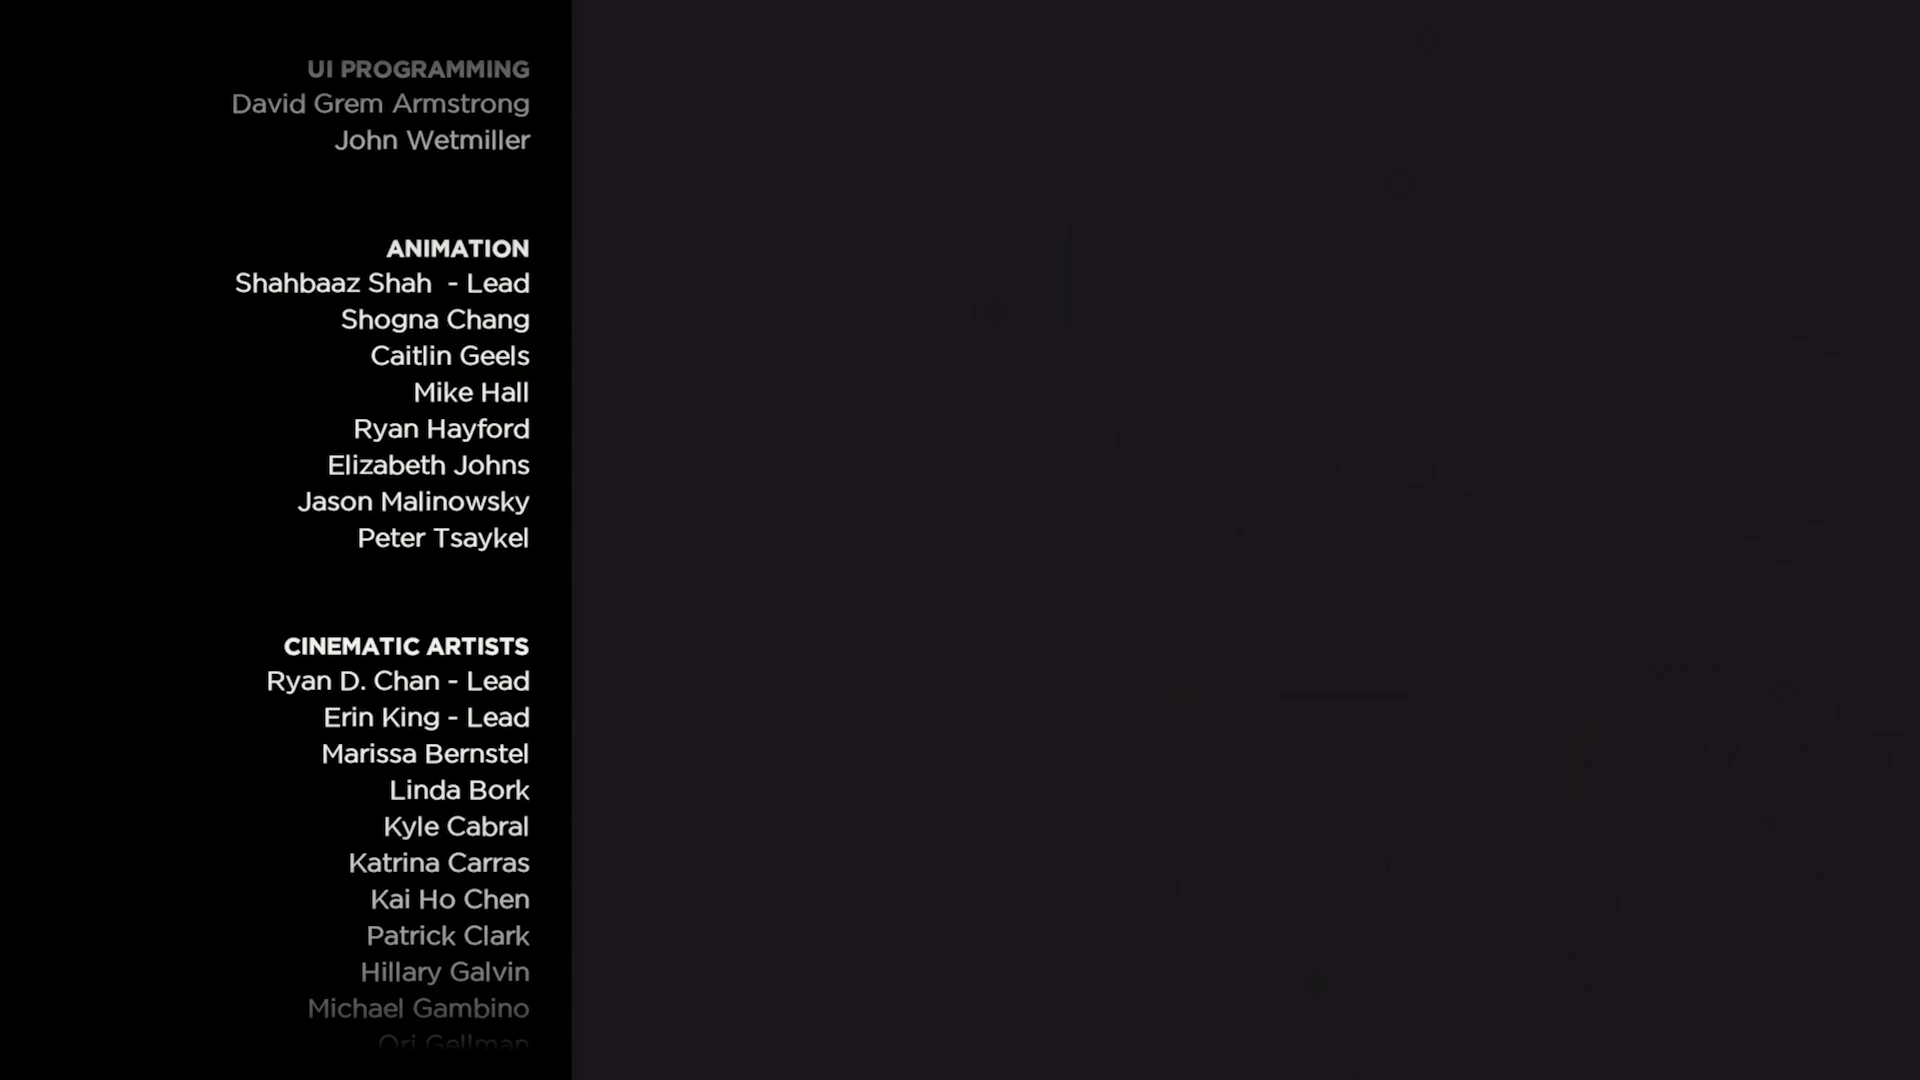 UI PROGRAMMING
David Grem Armstrong
John Wetmiller
ANIMATION
Shahbaaz Shah  - Lead
Shogna Chang
Caitlin Geels
Mike Hall
Ryan Hayford
Elizabeth Johns
Jason Malinowsky
Peter Tsaykel
CINEMATIC ARTISTS
Ryan D. Chan - Lead
Erin King - Lead
Marissa Bernstel
Linda Bork
Kyle Cabral
Katrina Carras
Kai Ho Chen
Patrick Clark
Hillary Galvin
Michael Gambino
Ori Gellman